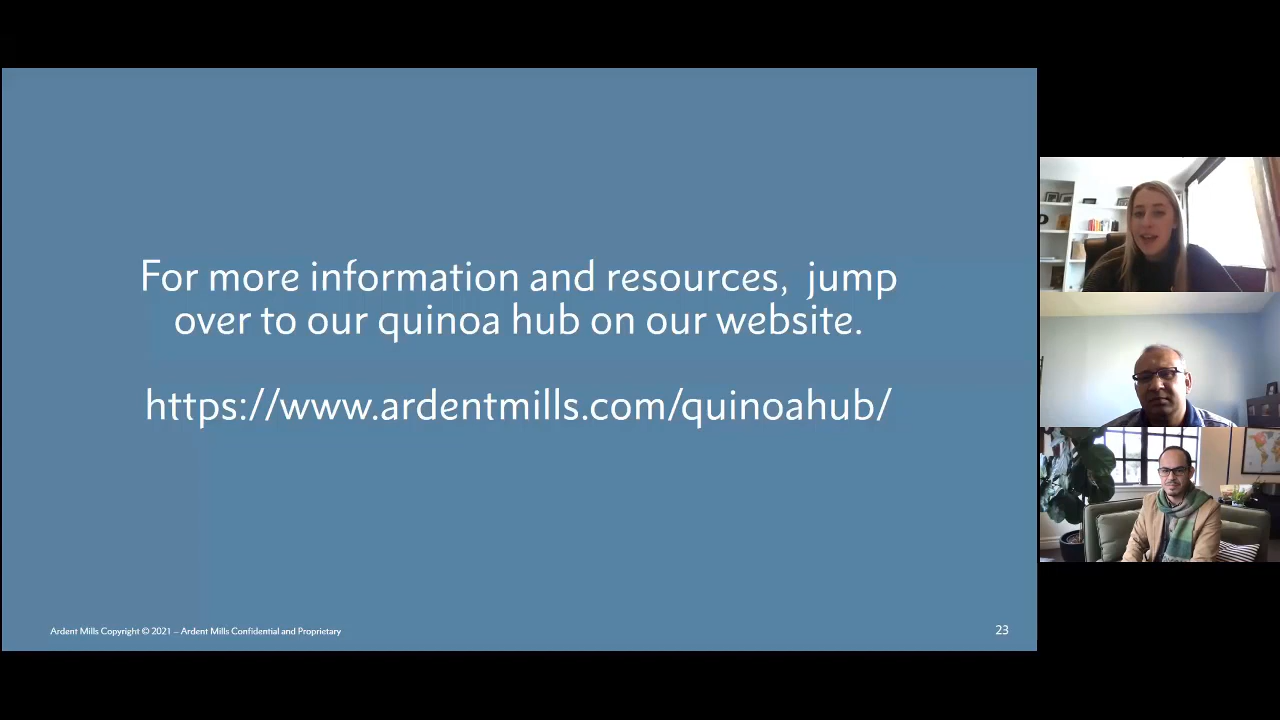 For more information and resources,  jump
over to our quinoa hub on our website.
https://www.ardentmills.com/quinoahub/
Ardent Mills Copyright © 2021 – Ardent Mills Confidential and Proprietary
23